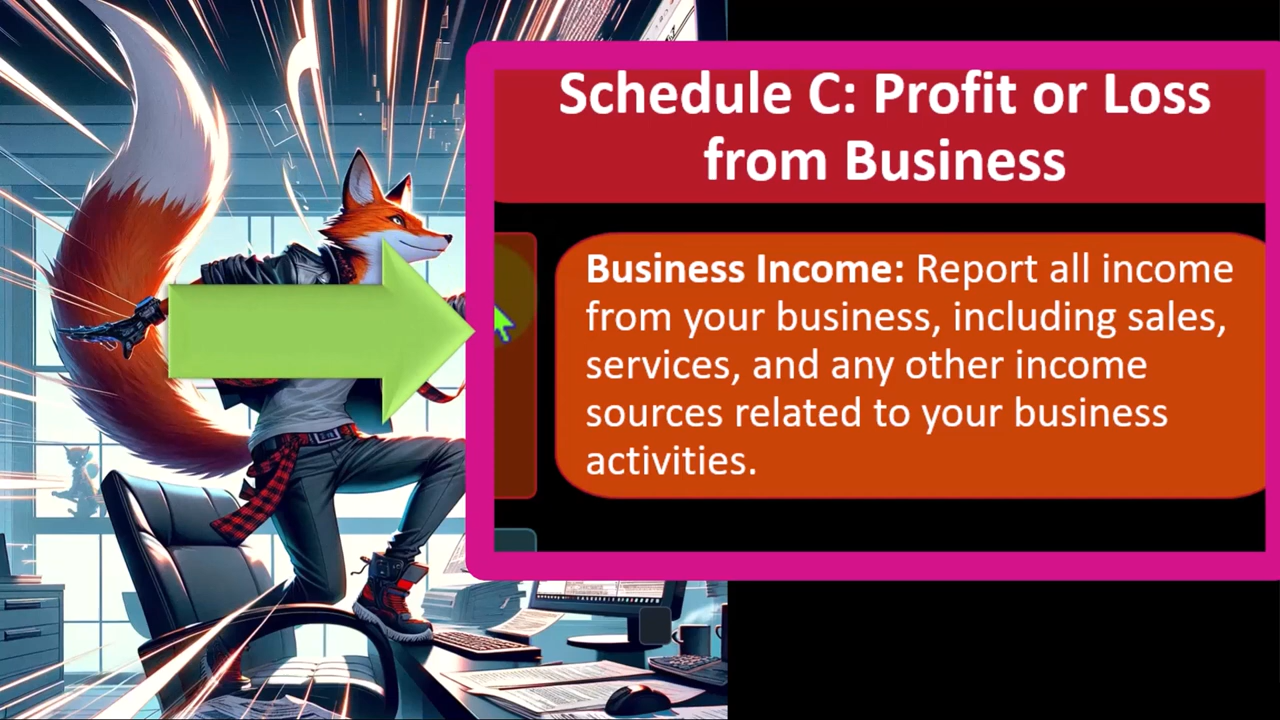 Schedule C: Profit or Loss
from Business
Business Income: Report all income
from your business, including sales,
services, and any other income
sources related to your business
activities.